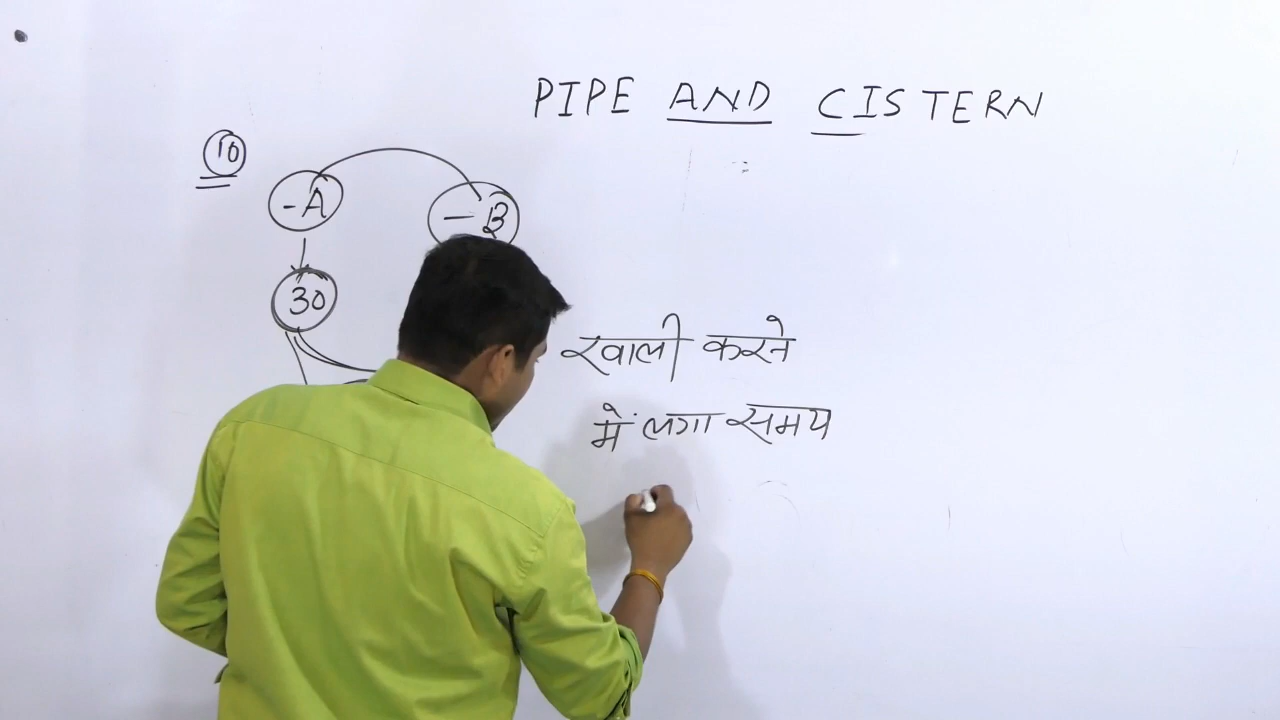 PIPE AND CISTERN
10
-A
-B
30
खाली करने
में लगा समय